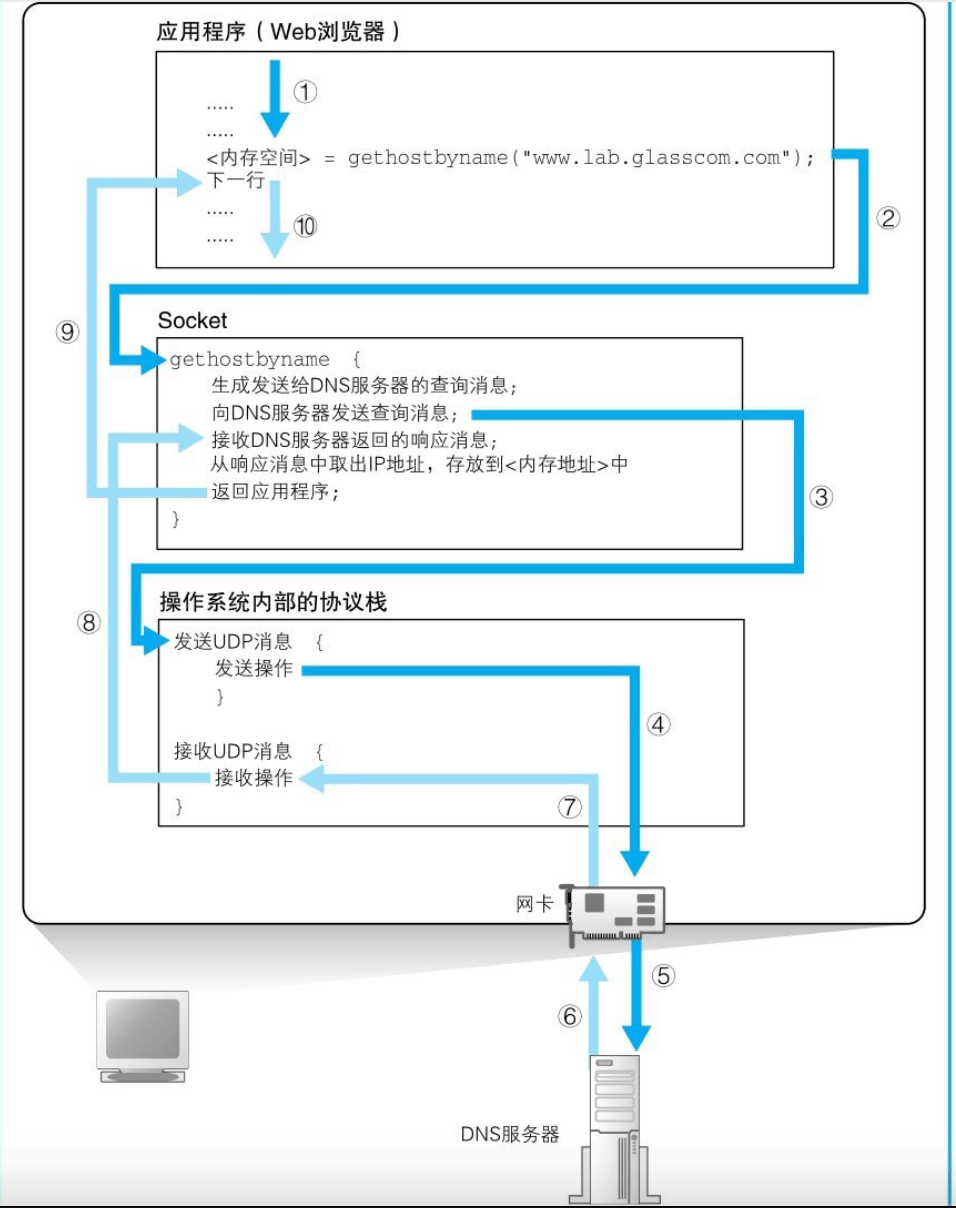 应用程序（Web浏览器）
①
.....
.....
<内存空间> = gethostbyname("www.lab.glasscom.com");
下一行
②
.....
⑩
.....
⑨
Socket
gethostbyname {
生成发送给DNS服务器的查询消息;
向DNS服务器发送查询消息;
接收DNS服务器返回的响应消息;
从响应消息中取出IP地址，存放到<内存地址>中
返回应用程序;
③
}
操作系统内部的协议栈
⑧
发送UDP消息 {
发送操作
}
④
接收UDP消息 {
接收操作
}
⑦
网卡
⑤
⑥
DNS服务器